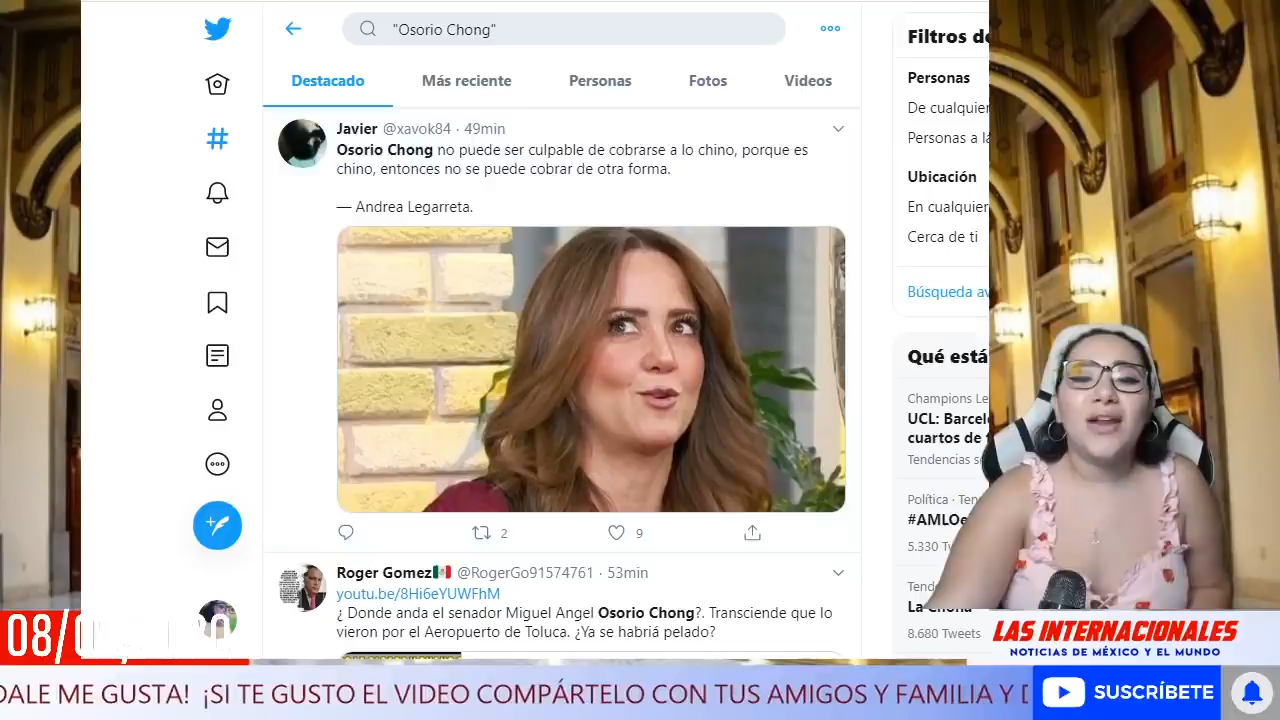 "Osorio Chong"
Destacado
Más reciente
Personas
Fotos
Videos
Javier @xavok84 · 49min
Osorio Chong no puede ser culpable de cobrarse a lo chino, porque es
chino, entonces no se puede cobrar de otra forma.
— Andrea Legarreta.
2
9
Roger Gomez🇲🇽 @RogerGo91574761 · 53min
youtu.be/8Hi6eYUWFhM
¿ Donde anda el senador Miguel Angel Osorio Chong?. Transciende que lo
vieron por el Aeropuerto de Toluca. ¿Ya se habriá pelado?
Filtros de
Personas
De cualquier
Personas a la
Ubicación
En cualquier
Cerca de ti
Búsqueda av
Qué está
Champions Le
UCL: Barcel
cuartos de
Tendencias
Política · Ten
#AMLOe
5.330 Tw
Tend
La
8.680 Tweets
08/
LAS INTERNACIONALES
NOTICIAS DE MÉXICO Y EL MUNDO
DALE ME GUSTA! ¡SI TE GUSTO EL VIDEO COMPÁRTELO CON TUS AMIGOS Y FAMILIA Y
SUSCRÍBETE